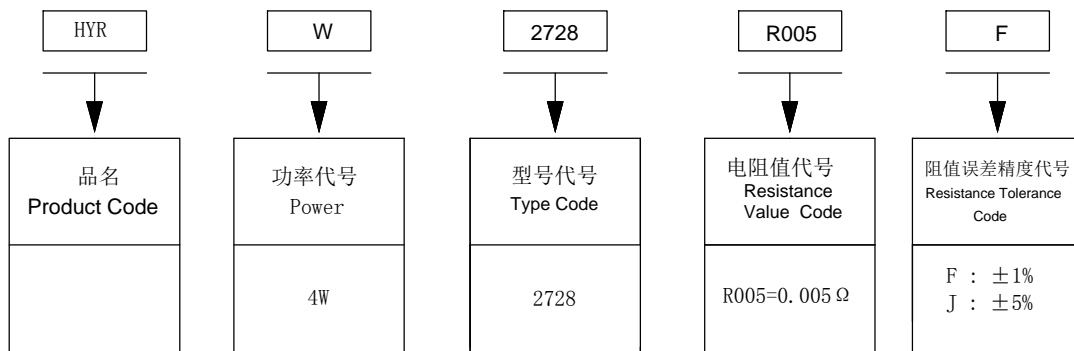 HYR
W
2728
R005
F
品名
Product Code
功率代号
Power
型号代号
Type Code
电阻值代号
Resistance
Value Code
阻值误差精度代号
Resistance Tolerance
Code
4W
2728
R005=0.005Ω
F : ±1%
J : ±5%